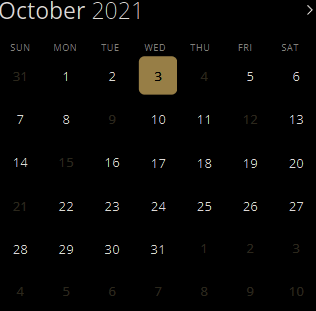 October 2021
SUN MON TUE WED THU FRI SAT
31 1 2 3 4 5 6
7 8 9 10 11 12 13
14 15 16 17 18 19 20
21 22 23 24 25 26 27
28 29 30 31 1 2 3
4 5 6 7 8 9 10